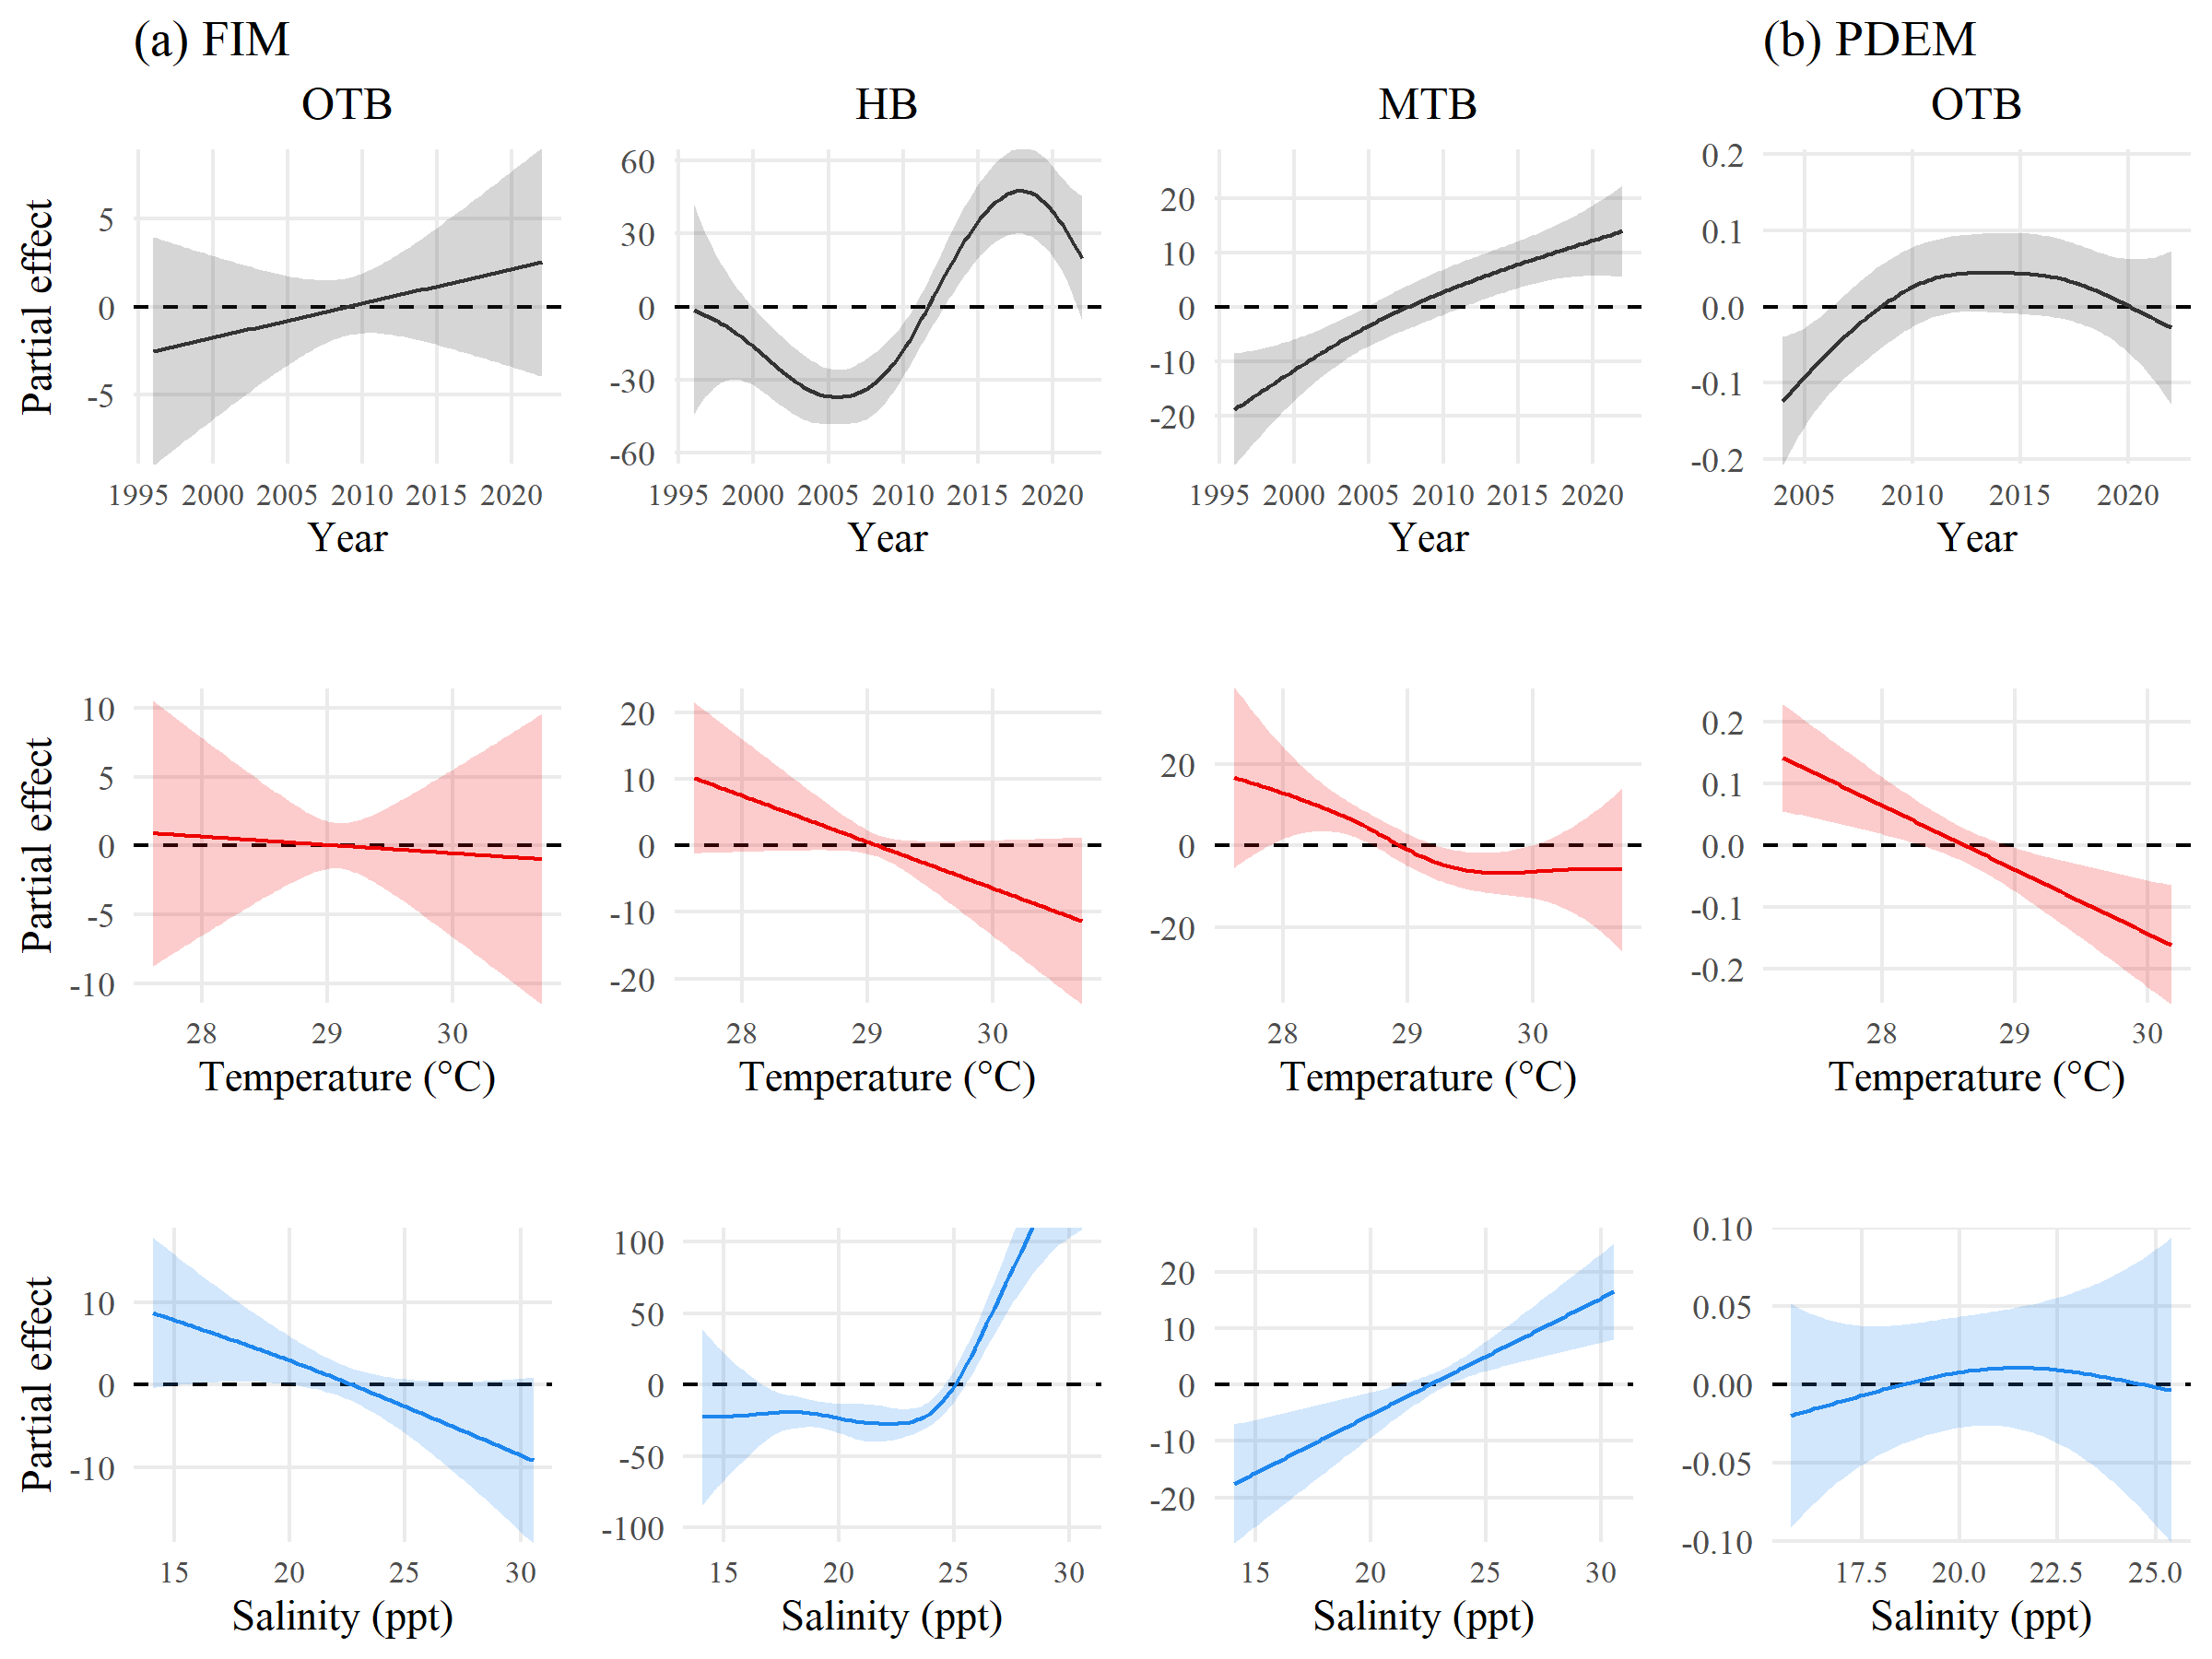 (a) FIM (b) PDEM
OTB HB MTB OTB
Partial effect
5
0
-5
1995 2000 2005 2010 2015 2020
Year
60
30
0
-30
-60
1995 2000 2005 2010 2015 2020
Year
20
10
0
-10
-20
1995 2000 2005 2010 2015 2020
Year
0.2
0.1
0.0
-0.1
-0.2
2005 2010 2015 2020
Year
Partial effect
10
5
0
-5
-10
28 29 30
Temperature (°C)
20
10
0
-10
-20
28 29 30
Temperature (°C)
20
0
-20
28 29 30
Temperature (°C)
0.2
0.1
0.0
-0.1
-0.2
28 29 30
Temperature (°C)
Partial effect
10
0
-10
15 20 25 30
Salinity (ppt)
100
50
0
-50
-100
15 20 25 30
Salinity (ppt)
20
10
0
-10
-20
15 20 25 30
Salinity (ppt)
0.10
0.05
0.00
-0.05
-0.10
17.5 20.0 22.5 25.0
Salinity (ppt)